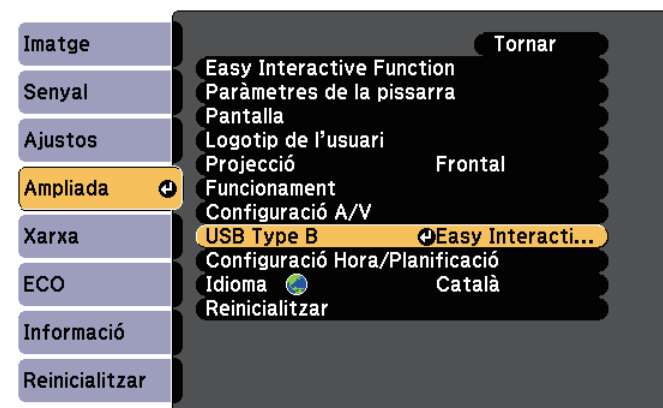 Imatge
Senyal
Ajustos
Ampliada
Xarxa
ECO
Informació
Reinicialitzar
Tornar
Easy Interactive Function
Paràmetres de la pissarra
Pantalla
Logotip de l'usuari
Projecció Frontal
Funcionament
Configuració A/V
USB Type B Easy Interacti...
Configuració Hora/Planificació
Idioma Català
Reinicialitzar